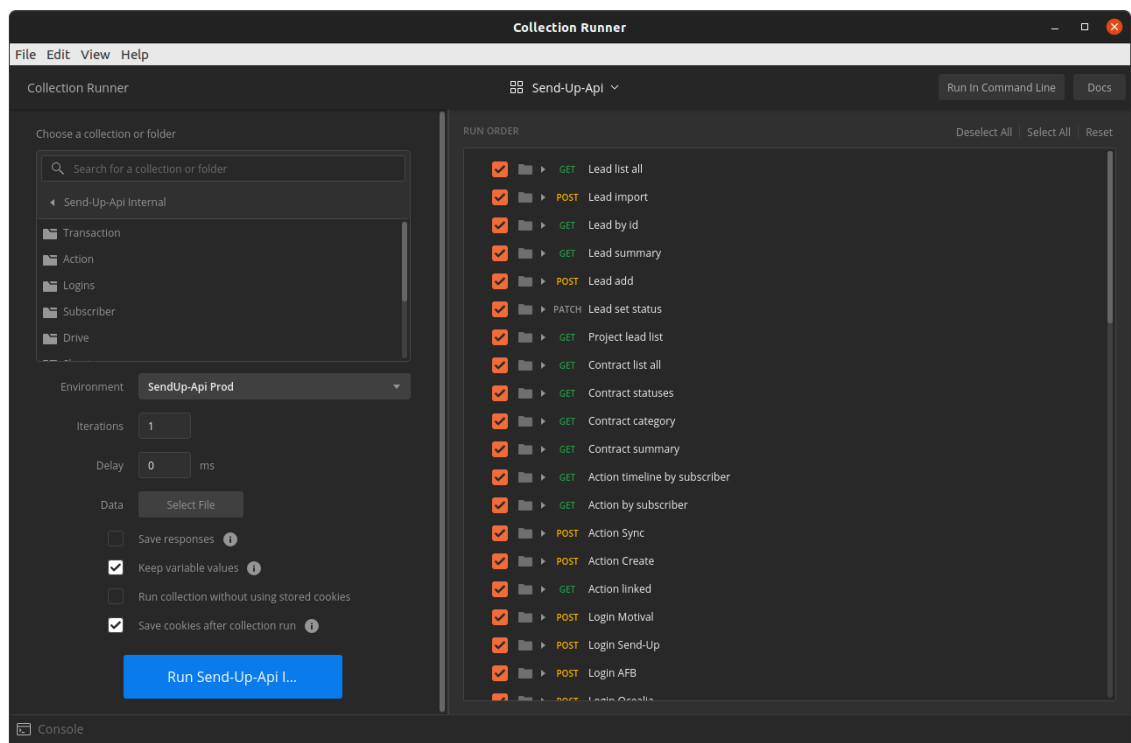 Collection Runner
File Edit View Help
Collection Runner
Send-Up-Api
Run In Command Line
Docs
Choose a collection or folder
Search for a collection or folder
Send-Up-Api Internal
Transaction
Action
Logins
Subscriber
Drive
Environment SendUp-Api Prod
Iterations 1
Delay 0 ms
Data Select File
Save responses
Keep variable values
Run collection without using stored cookies
Save cookies after collection run
Run Send-Up-Api I...
RUN ORDER
Deselect All Select All Reset
GET Lead list all
POST Lead import
GET Lead by id
GET Lead summary
POST Lead add
PATCH Lead set status
GET Project lead list
GET Contract list all
GET Contract statuses
GET Contract category
GET Contract summary
GET Action timeline by subscriber
GET Action by subscriber
POST Action Sync
POST Action Create
GET Action linked
POST Login Motival
POST Login Send-Up
POST Login AFB
POST Login Ocealia
Console